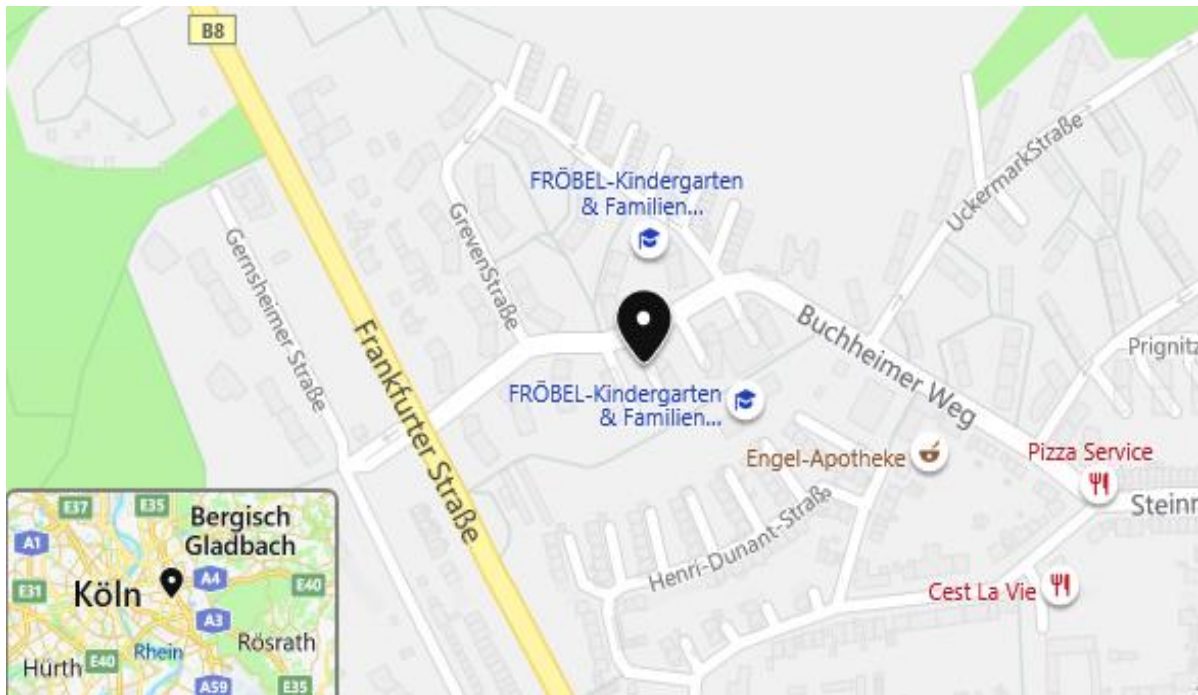 B8
FRÖBEL-Kindergarten
& Familien...
UckermarkStraße
GrevenStraße
Gernsheimer Straße
Frankfurter Straße
Buchheimer Weg
Prignitz
FRÖBEL-Kindergarten
& Familien...
Engel-Apotheke
Pizza Service
Steinr
Henri-Dunant-Straß
Cest La Vie
E37
E35
Bergisch
Gladbach
A1
Köln
A4
E31
E40
A3
Rhein
Rösrath
Hürth
E40
A59
E35